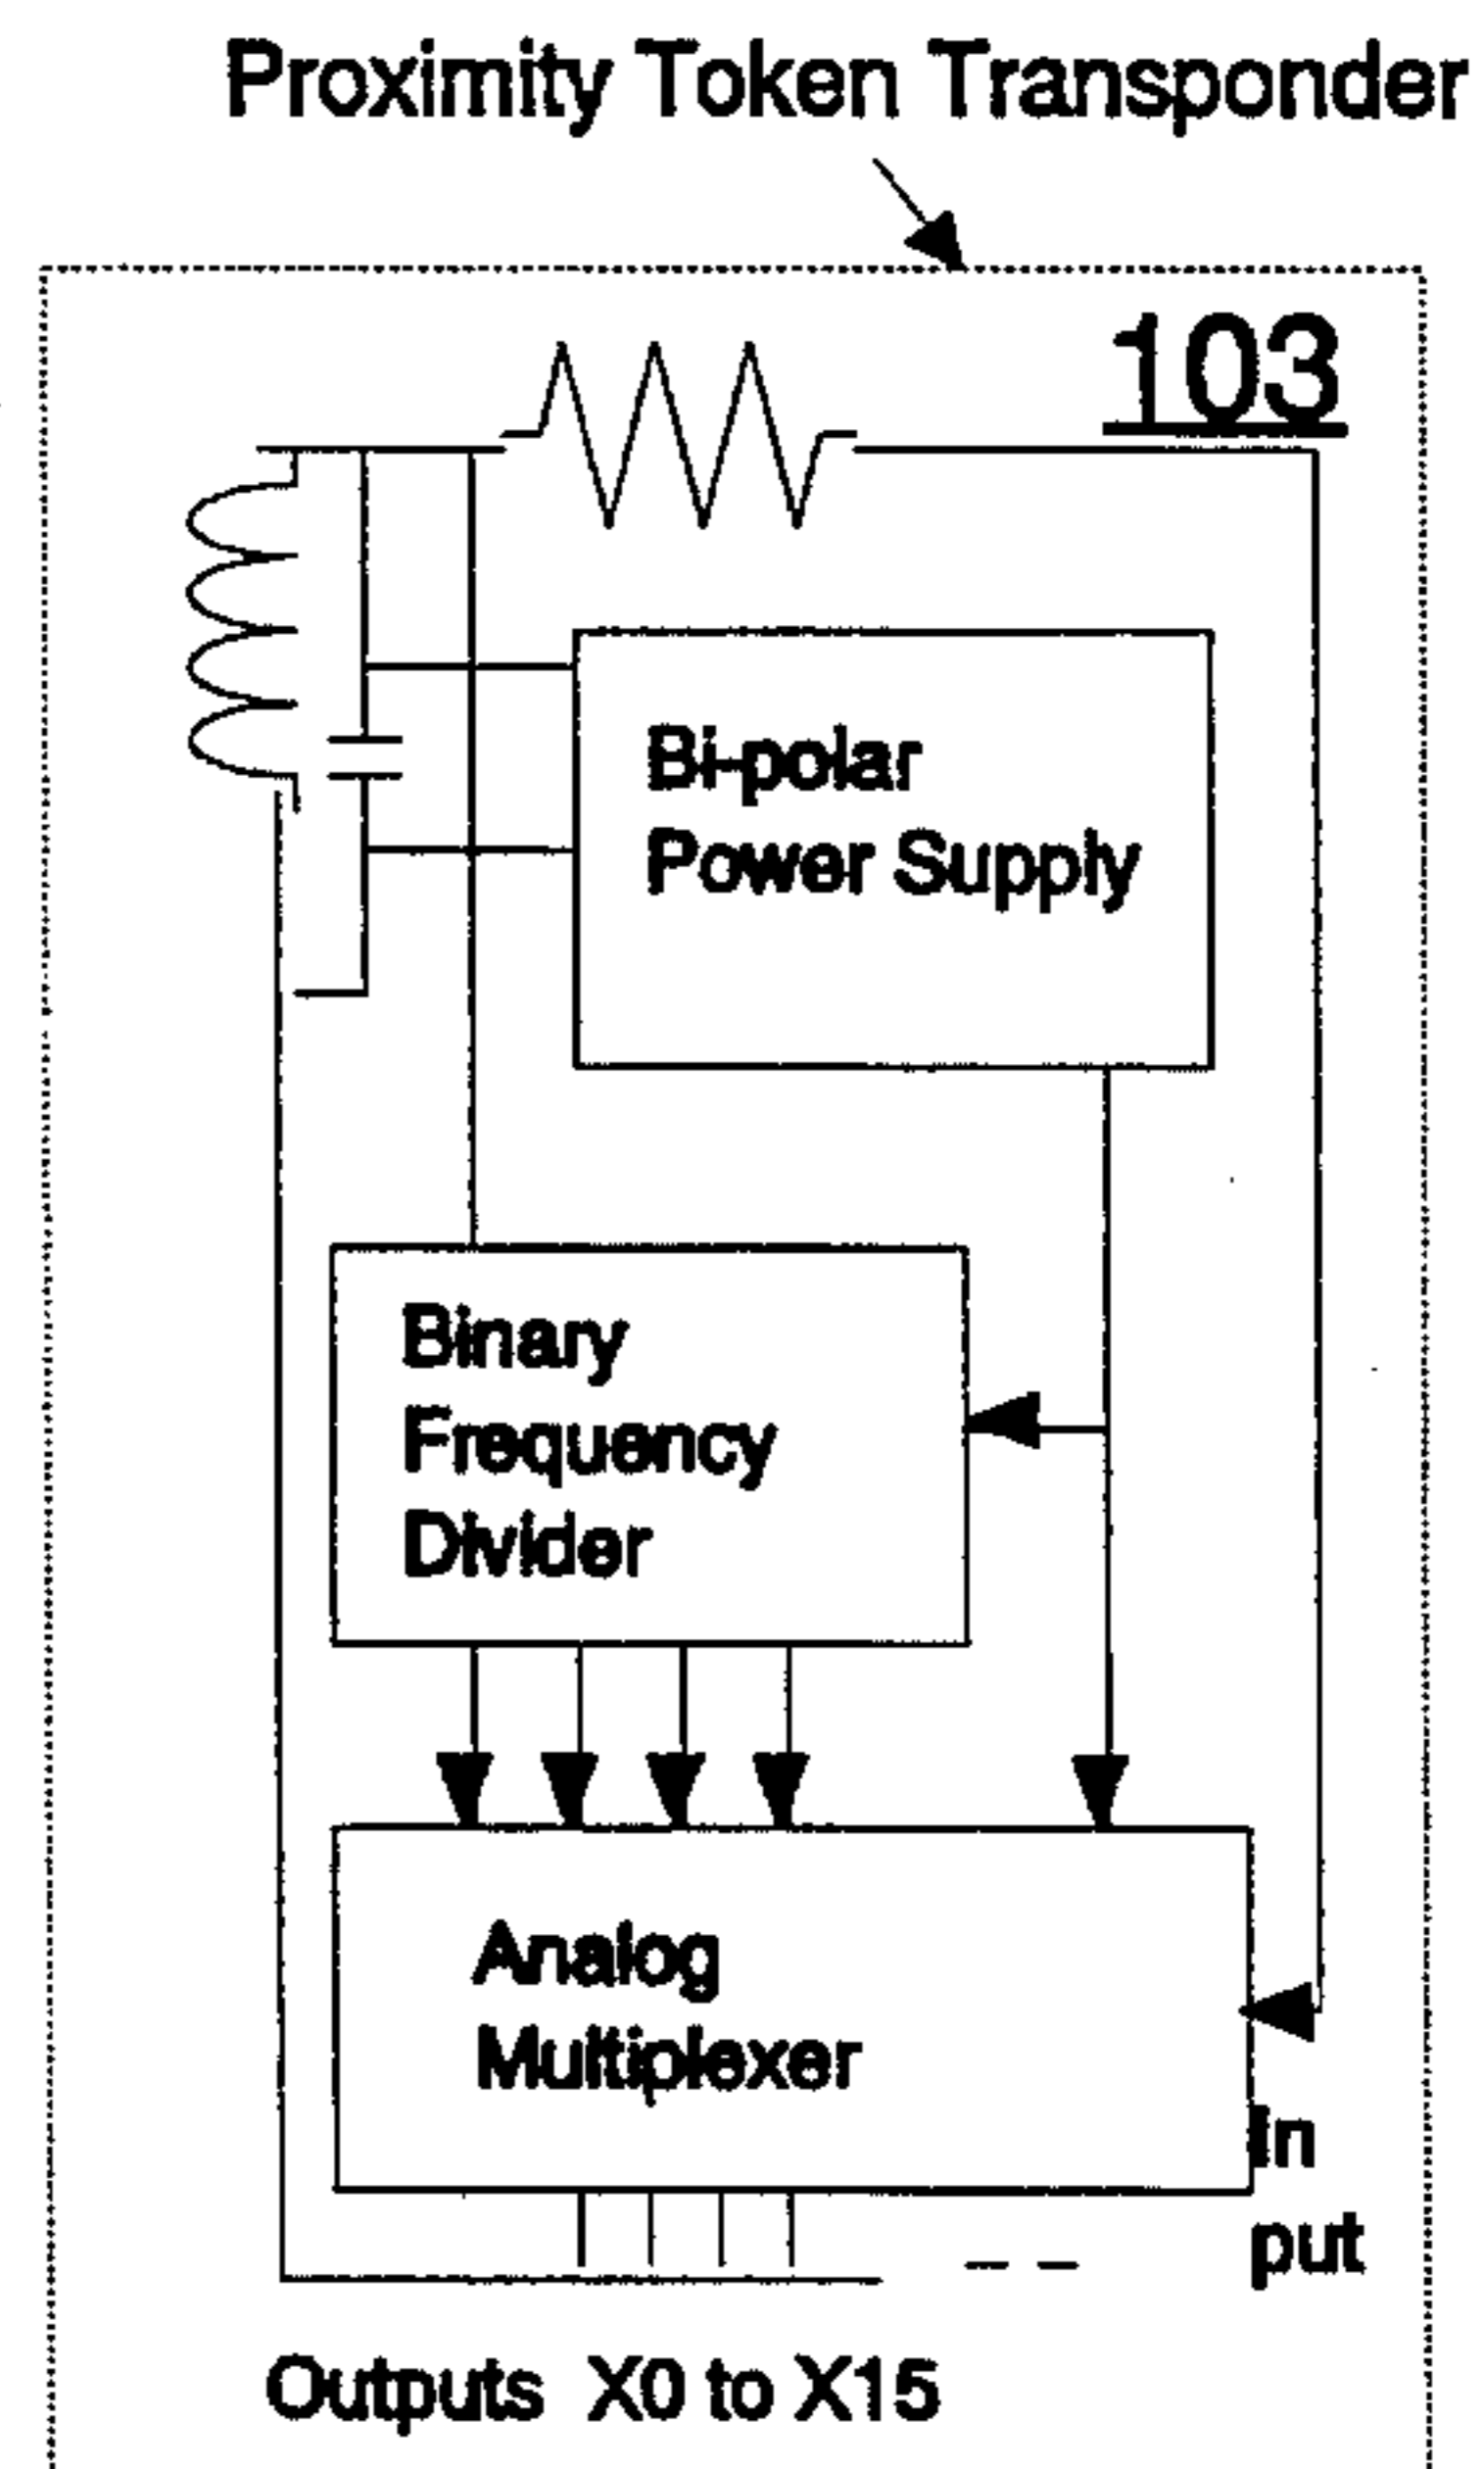 Proximity Token Transponder
103
Bi-polar
Power Supply
Binary
Frequency
Divider
Analog
Multiplexer
In
put
Outputs X0 to X15